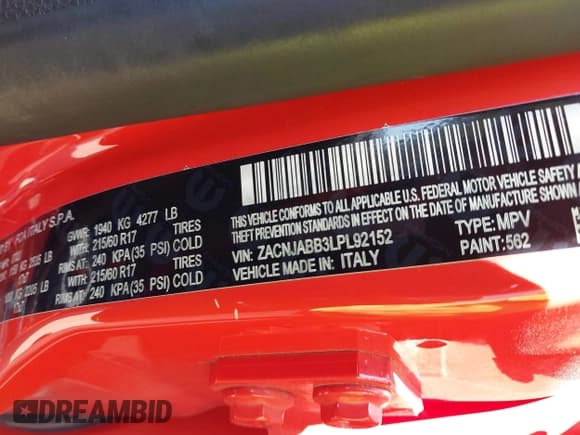 FCA ITALY S.P.A.
GVWR: 1940 KG 4277 LB
TIRES
WITH: 215/60 R17
RIMS AT: 240 KPA(35 PSI) COLD
TIRES
WITH: 215/60 R17
RIMS AT: 240 KPA(35 PSI) COLD
LB
LB
THIS VEHICLE CONFORMS TO ALL APPLICABLE U.S. FEDERAL MOTOR VEHICLE SAFETY
THEFT PREVENTION STANDARDS IN EFFECT ON THE DATE OF MANUFACTURE SHOWN
VIN: ZACNJABB3LPL92152
TYPE: MPV
VEHICLE MADE IN: ITALY
PAINT: 562
DREAMBID